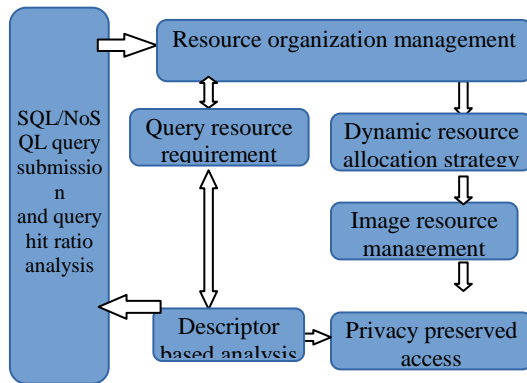 Resource organization management
SQL/NoS
QL query
submissio
n
and query
hit ratio
analysis
Query resource
requirement
Dynamic resource
allocation strategy
Image resource
management
Descriptor
based analysis
Privacy preserved
access